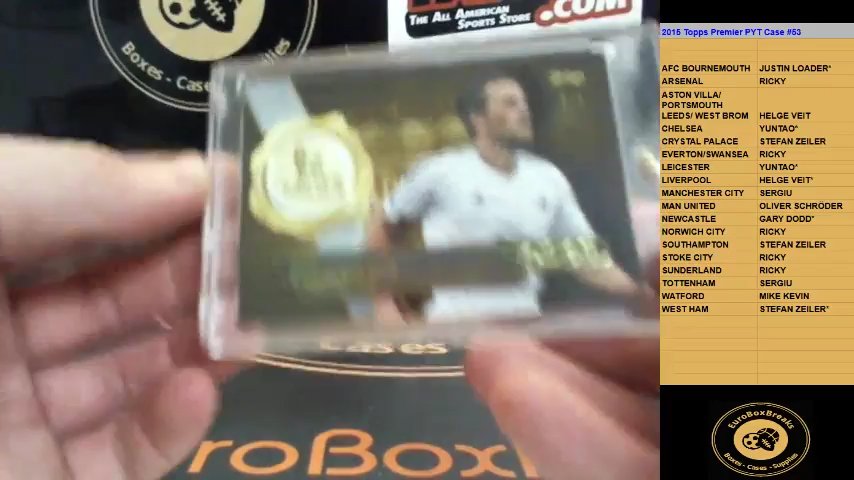 THE ALL AMERICAN
SPORTS STORE
.COM
Boxes - Cases - Supplies
Cases
uroBoxB
2015 Topps Premier PYT Case #53
AFC BOURNEMOUTH JUSTIN LOADER*
ARSENAL RICKY
ASTON VILLA/
PORTSMOUTH
LEEDS/ WEST BROM HELGE VEIT
CHELSEA YUNTAO*
CRYSTAL PALACE STEFAN ZEILER
EVERTON/SWANSEA RICKY
LEICESTER YUNTAO*
LIVERPOOL HELGE VEIT*
MANCHESTER CITY SERGIU
MAN UNITED OLIVER SCHRÖDER
NEWCASTLE GARY DODD*
NORWICH CITY RICKY
SOUTHAMPTON STEFAN ZEILER
STOKE CITY RICKY
SUNDERLAND RICKY
TOTTENHAM SERGIU
WATFORD MIKE KEVIN
WEST HAM STEFAN ZEILER*
EuroBoxBreaks
Boxes - Cases - Supplies